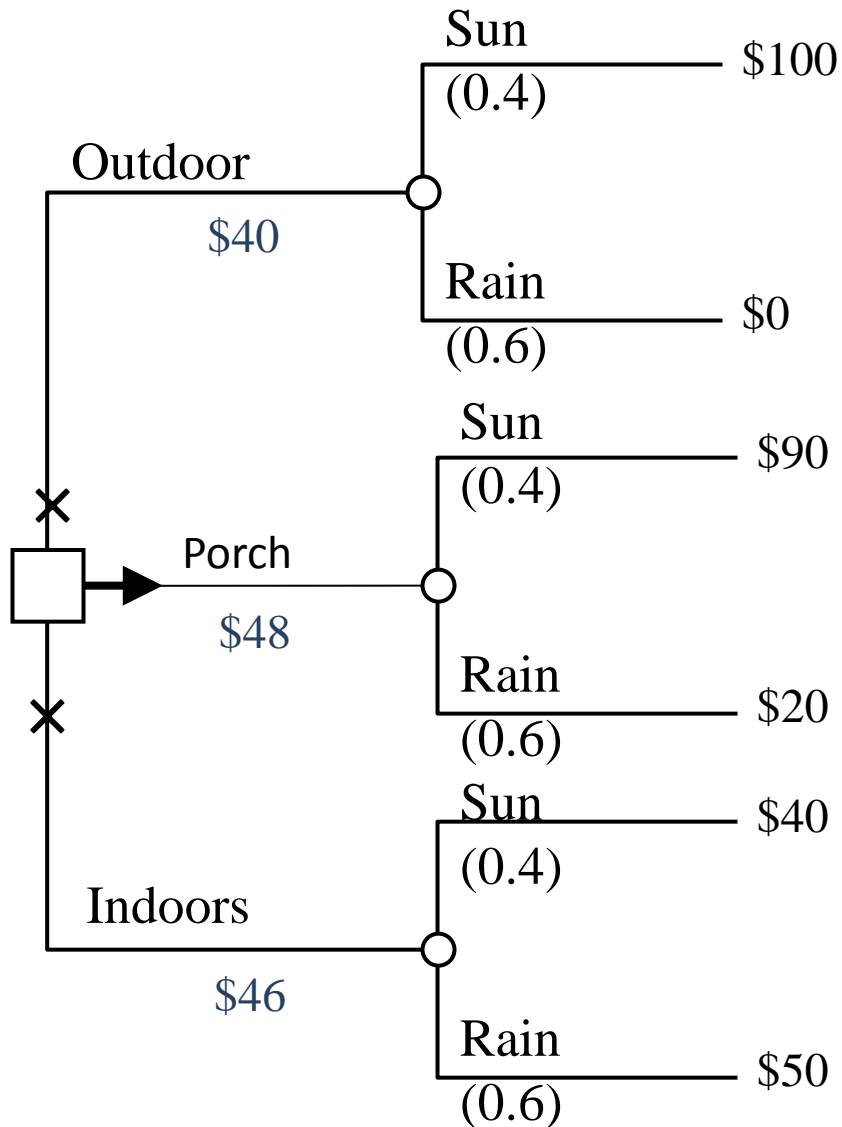 Sun
$100
(0.4)
Outdoor
$40
Rain
$0
(0.6)
Sun
$90
(0.4)
Porch
$48
Rain
$20
(0.6)
Sun
$40
(0.4)
Indoors
$46
Rain
$50
(0.6)